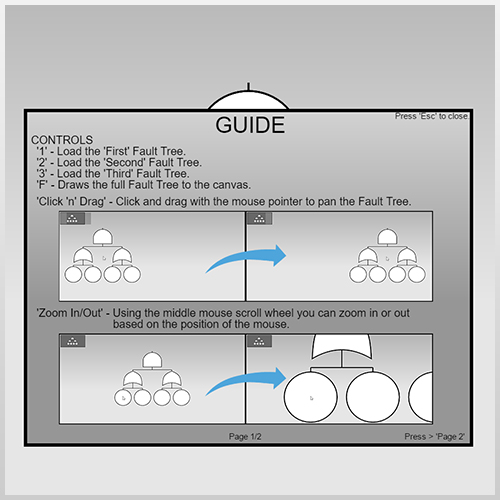 Press 'Esc' to close.
GUIDE
CONTROLS
'1' - Load the 'First' Fault Tree.
'2' - Load the 'Second' Fault Tree.
'3' - Load the 'Third' Fault Tree.
'F' - Draws the full Fault Tree to the canvas.
'Click 'n' Drag' - Click and drag with the mouse pointer to pan the Fault Tree.
'Zoom In/Out' - Using the middle mouse scroll wheel you can zoom in or out
based on the position of the mouse.
Page 1/2
Press > 'Page 2'